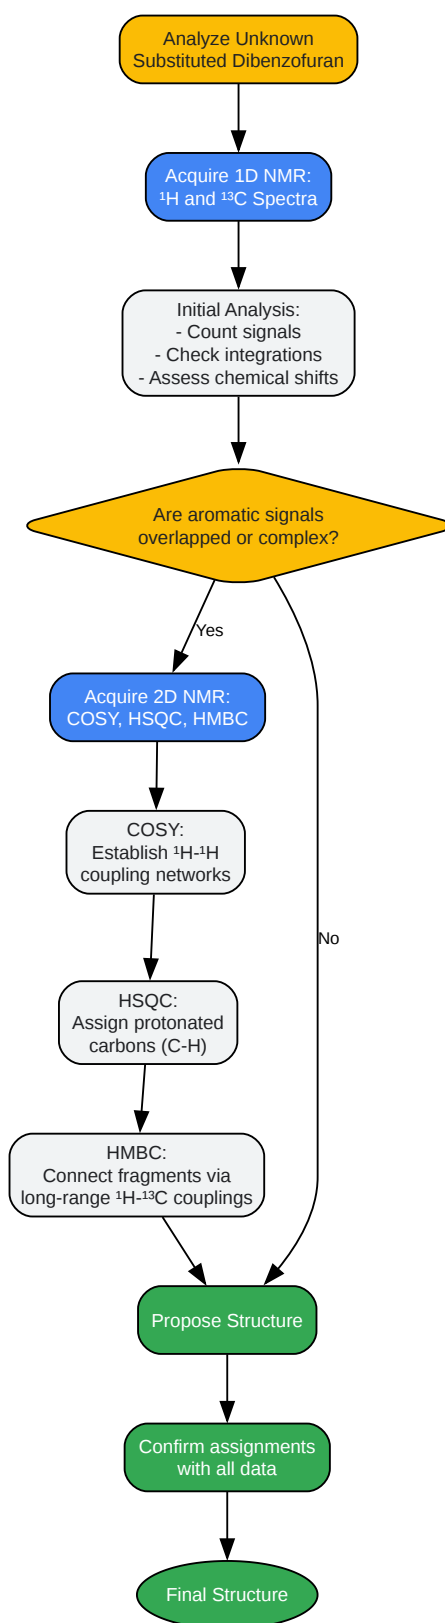 Analyze Unknown
Substituted Dibenzofuran
Acquire 1D NMR:
¹H and ¹³C Spectra
Initial Analysis:
- Count signals
- Check integrations
- Assess chemical shifts
Are aromatic signals
overlapped or complex?
Yes
Acquire 2D NMR:
COSY, HSQC, HMBC
COSY:
Establish ¹H-¹H
coupling networks
No
HSQC:
Assign protonated
carbons (C-H)
HMBC:
Connect fragments via
long-range ¹H-¹³C couplings
Propose Structure
Confirm assignments
with all data
Final Structure